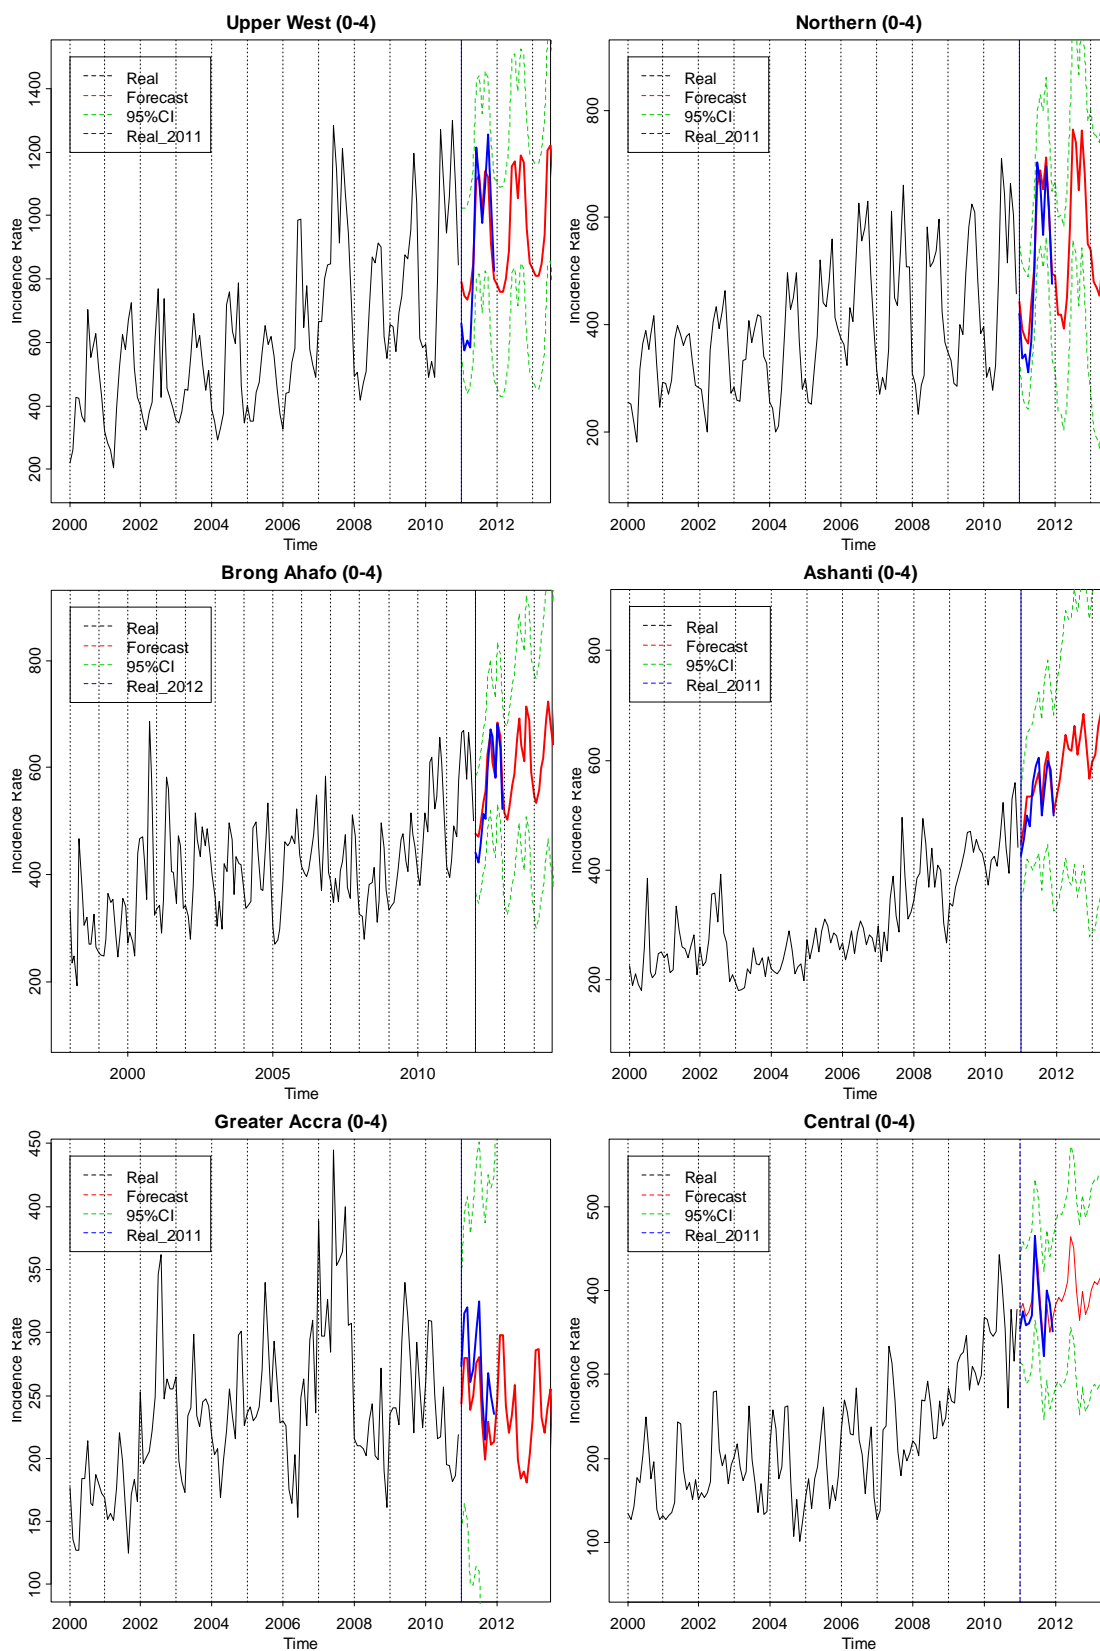 Upper West (0-4)
Incidence Rate
1400
1200
1000
800
600
400
200
Real
Forecast
95%CI
Real_2011
2000 2002 2004 2006 2008 2010 2012
Time
Northern (0-4)
Incidence Rate
800
600
400
200
Real
Forecast
95%CI
Real_2011
2000 2002 2004 2006 2008 2010 2012
Time
Brong Ahafo (0-4)
Incidence Rate
800
600
400
200
Real
Forecast
95%CI
Real_2012
2000 2005 2010
Time
Ashanti (0-4)
Incidence Rate
800
600
400
200
Real
Forecast
95%CI
Real_2011
2000 2002 2004 2006 2008 2010 2012
Time
Greater Accra (0-4)
Incidence Rate
450
400
350
300
250
200
150
100
Real
Forecast
95%CI
Real_2011
2000 2002 2004 2006 2008 2010 2012
Time
Central (0-4)
Incidence Rate
500
400
300
200
100
Real
Forecast
95%CI
Real_2011
2000 2002 2004 2006 2008 2010 2012
Time